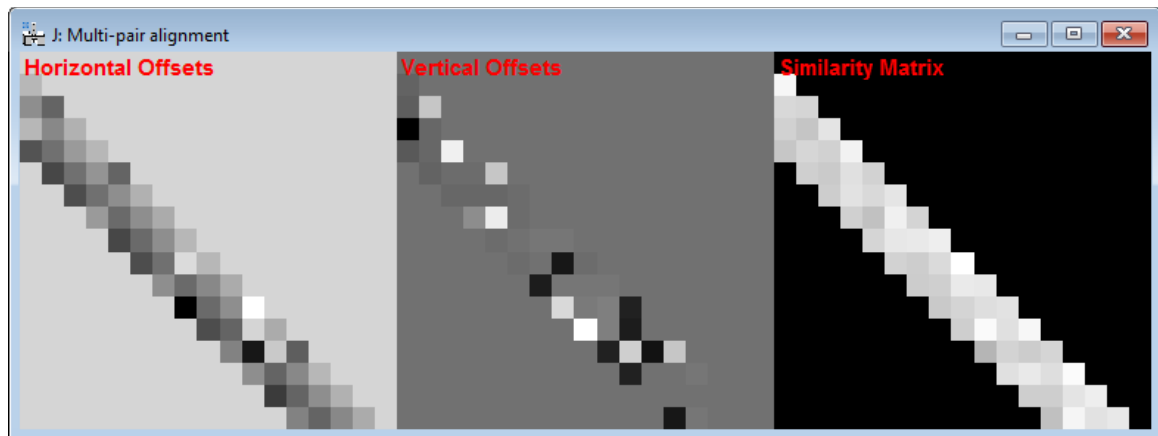 J: Multi-pair alignment
Horizontal Offsets
Vertical Offsets
Similarity Matrix